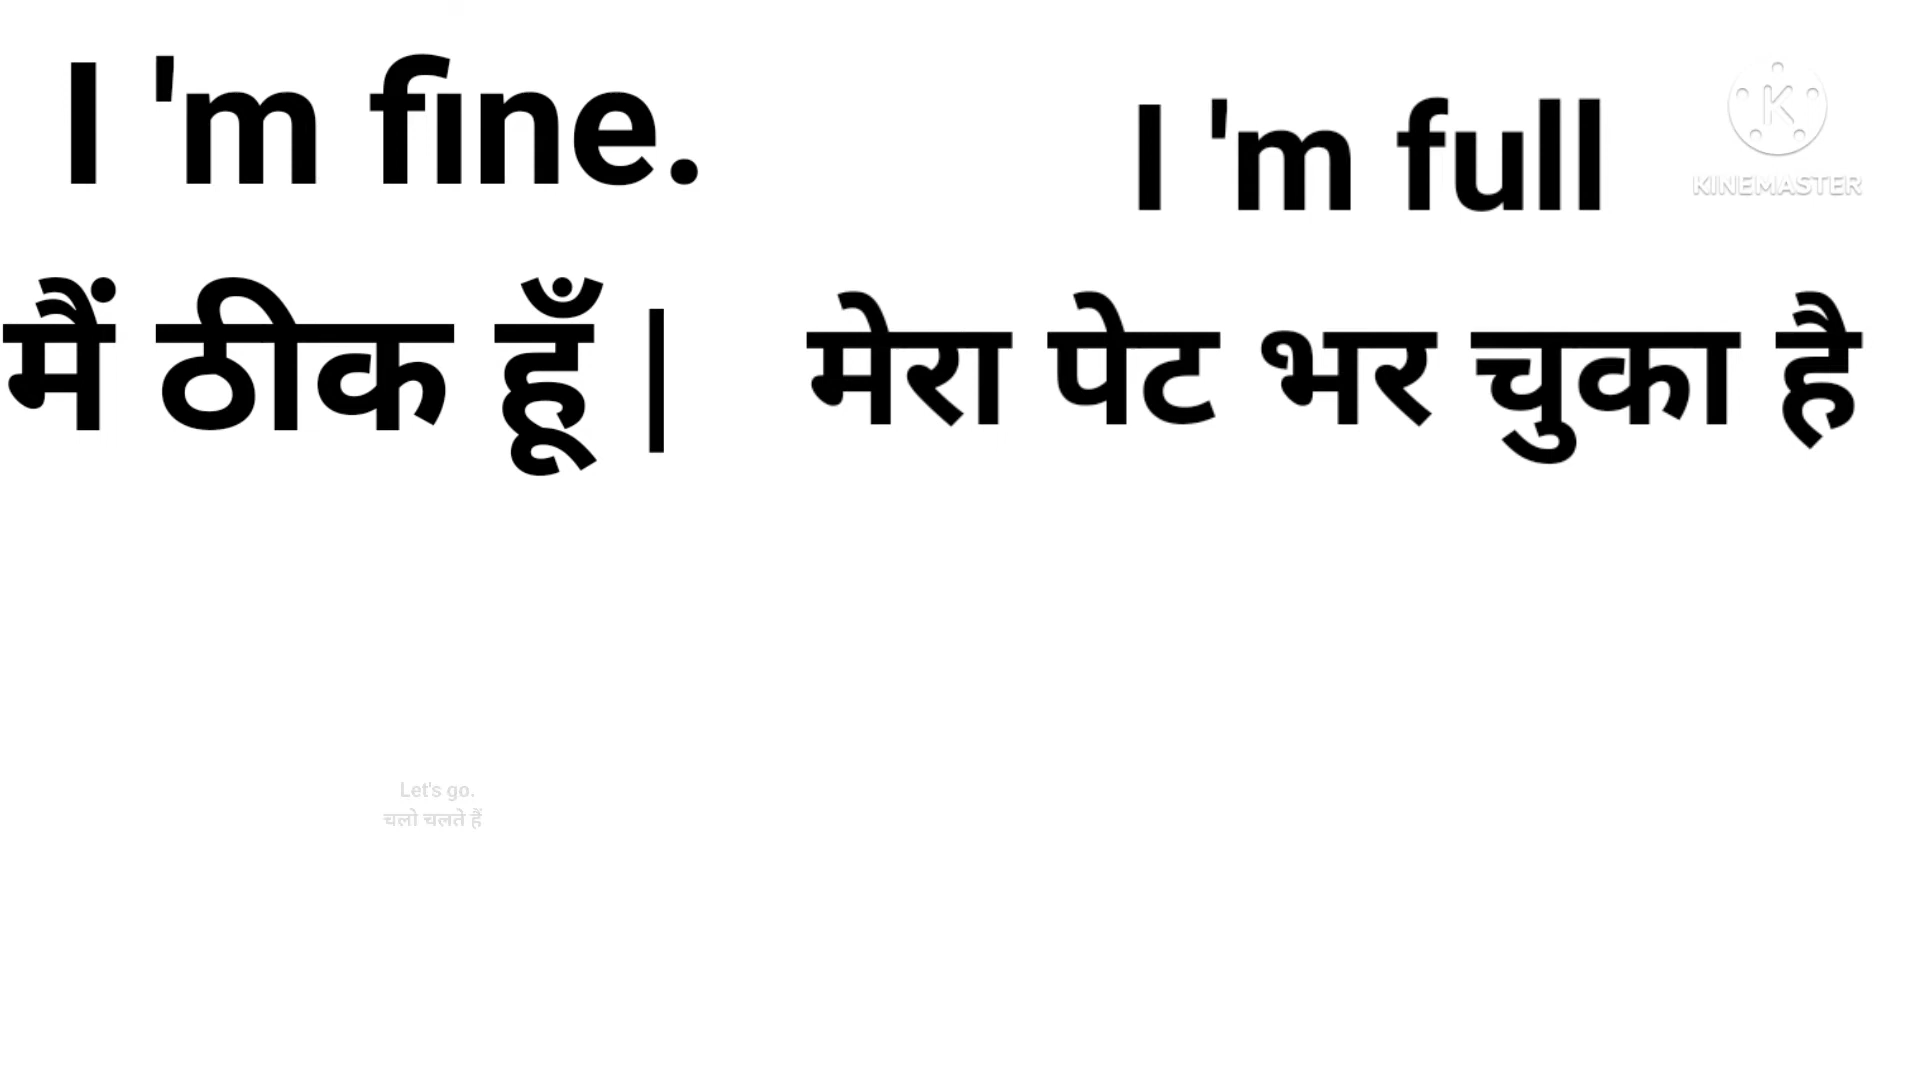 I 'm fine.
I 'm full
KINEMASTER
मैं ठीक हूँ |
मेरा पेट भर चुका है
Let's go.
चलो चलते हैं